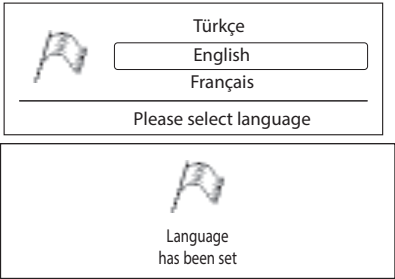 Türkçe
English
Français
Please select language
Language
has been set